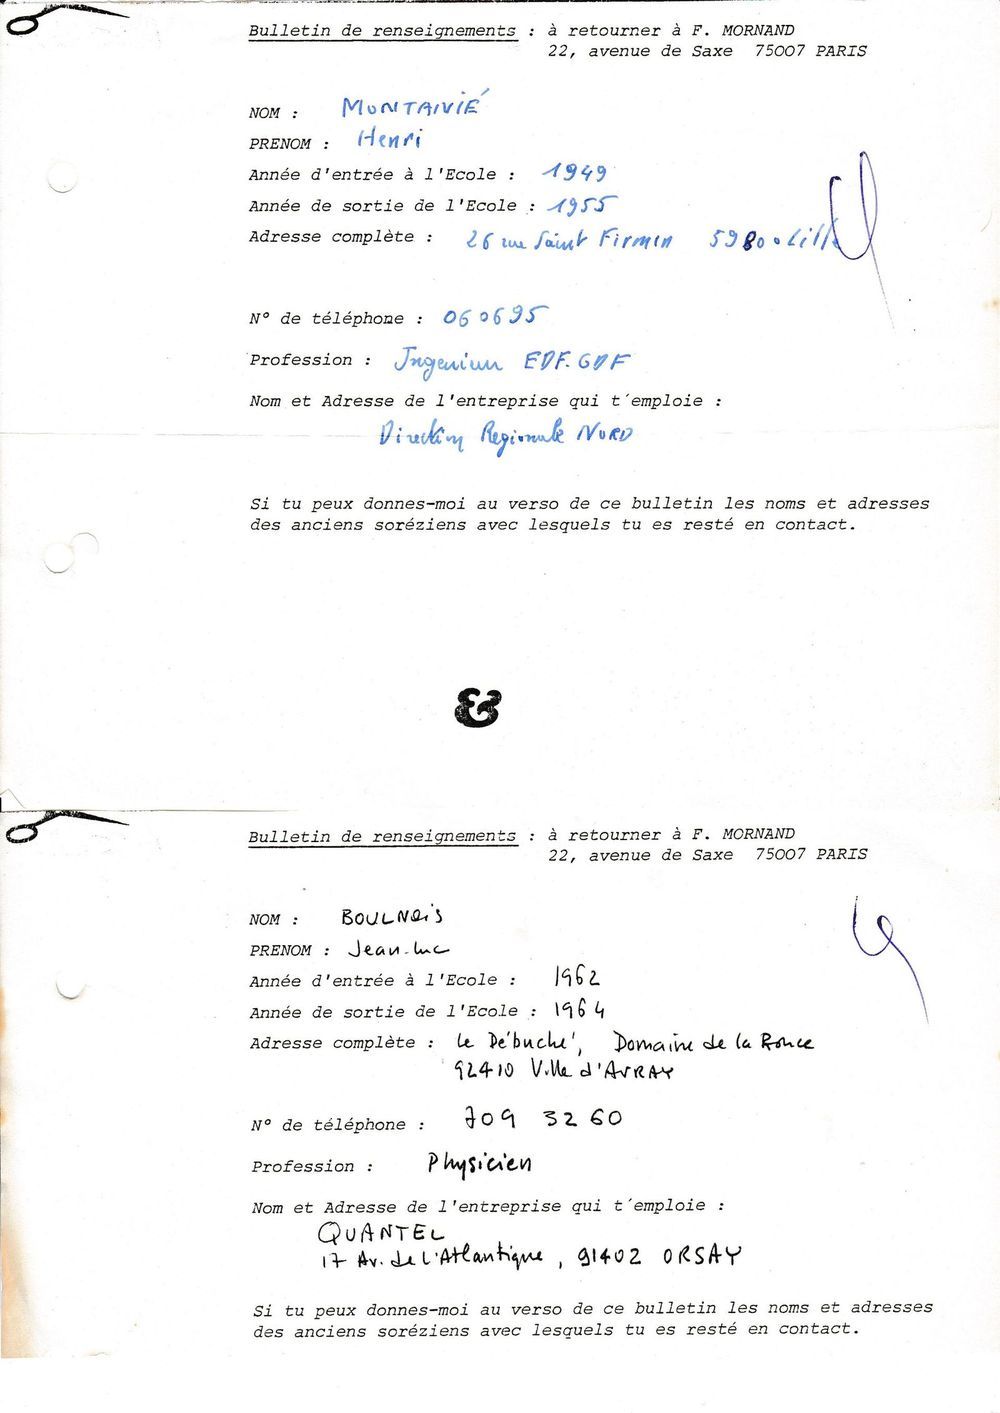 Bulletin de renseignements : à retourner à F. MORNAND
22, avenue de Saxe 75007 PARIS
NOM : MONTAIVIÉ
PRENOM : Henri
Année d'entrée à l'Ecole : 1949
Année de sortie de l'Ecole : 1955
Adresse complète : 26 rue Saint Firmin 59800 Lille
N° de téléphone : 060695
Profession : Ingenieur EDF.GDF
Nom et Adresse de l'entreprise qui t'emploie :
Direction Regionale NORD
Si tu peux donnes-moi au verso de ce bulletin les noms et adresses
des anciens soréziens avec lesquels tu es resté en contact.
&
Bulletin de renseignements : à retourner à F. MORNAND
22, avenue de Saxe 75007 PARIS
NOM : BOULNOIS
PRENOM : Jean-Luc
Année d'entrée à l'Ecole : 1962
Année de sortie de l'Ecole : 1964
Adresse complète : Le Débuché, Domaine de la Ronce
92410 Ville d'AVRAY
N° de téléphone : 709 32 60
Profession : Physicien
Nom et Adresse de l'entreprise qui t'emploie :
QUANTEL
17 Av. de l'Atlantique, 91402 ORSAY
Si tu peux donnes-moi au verso de ce bulletin les noms et adresses
des anciens soréziens avec lesquels tu es resté en contact.